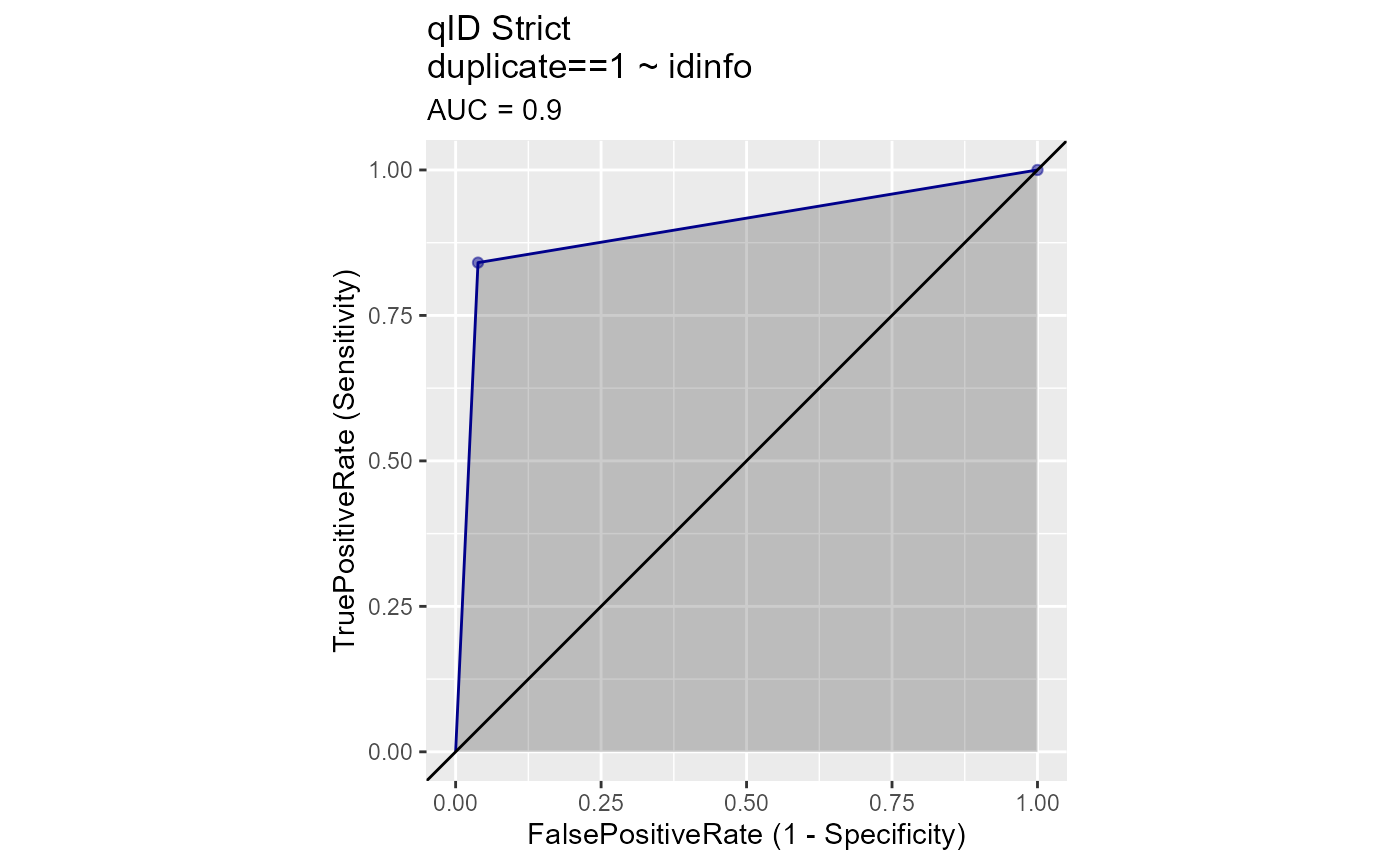 qID Strict
duplicate==1 ~ idinfo
AUC = 0.9
TruePositiveRate (Sensitivity)
1.00
0.75
0.50
0.25
0.00
0.00 0.25 0.50 0.75 1.00
FalsePositiveRate (1 - Specificity)